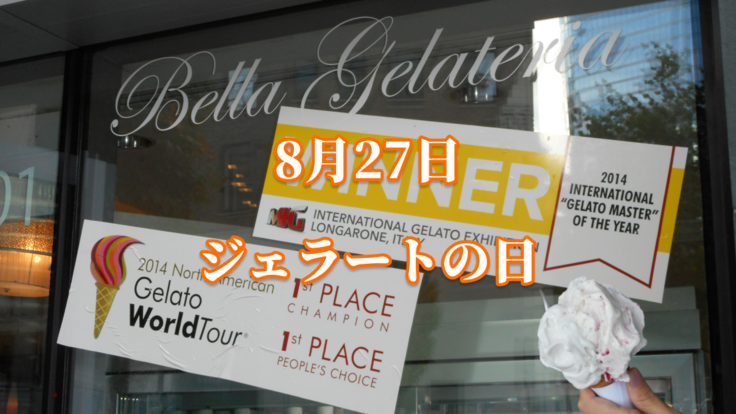 Bella Gelateria
8月27日
WINNER
MIG
INTERNATIONAL GELATO EXHIBITION
LONGARONE, ITALY
2014
INTERNATIONAL
"GELATO MASTER"
OF THE YEAR
01
ジェラートの日
2014 North American
Gelato
WorldTour®
1st PLACE
CHAMPION
1st PLACE
PEOPLE'S CHOICE